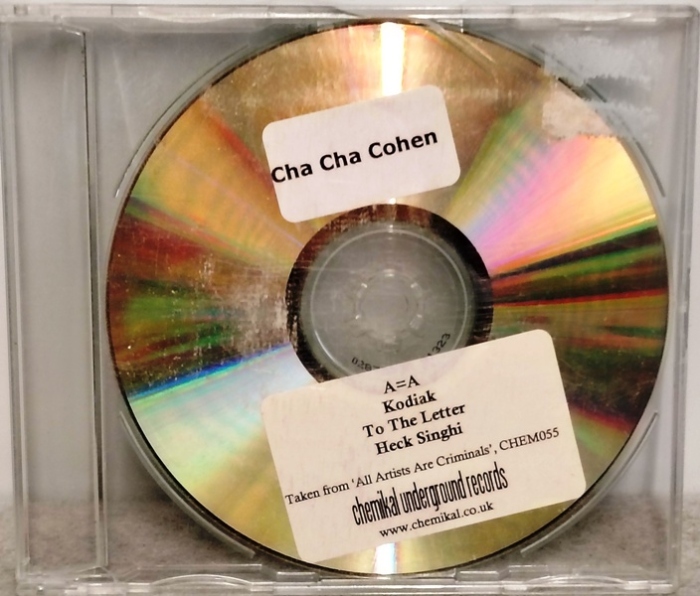 Cha Cha Cohen
A=A
Kodiak
To The Letter
Heck Singhi
Taken from 'All Artists Are Criminals', CHEM055
chemikal underground records
www.chemikal.co.uk